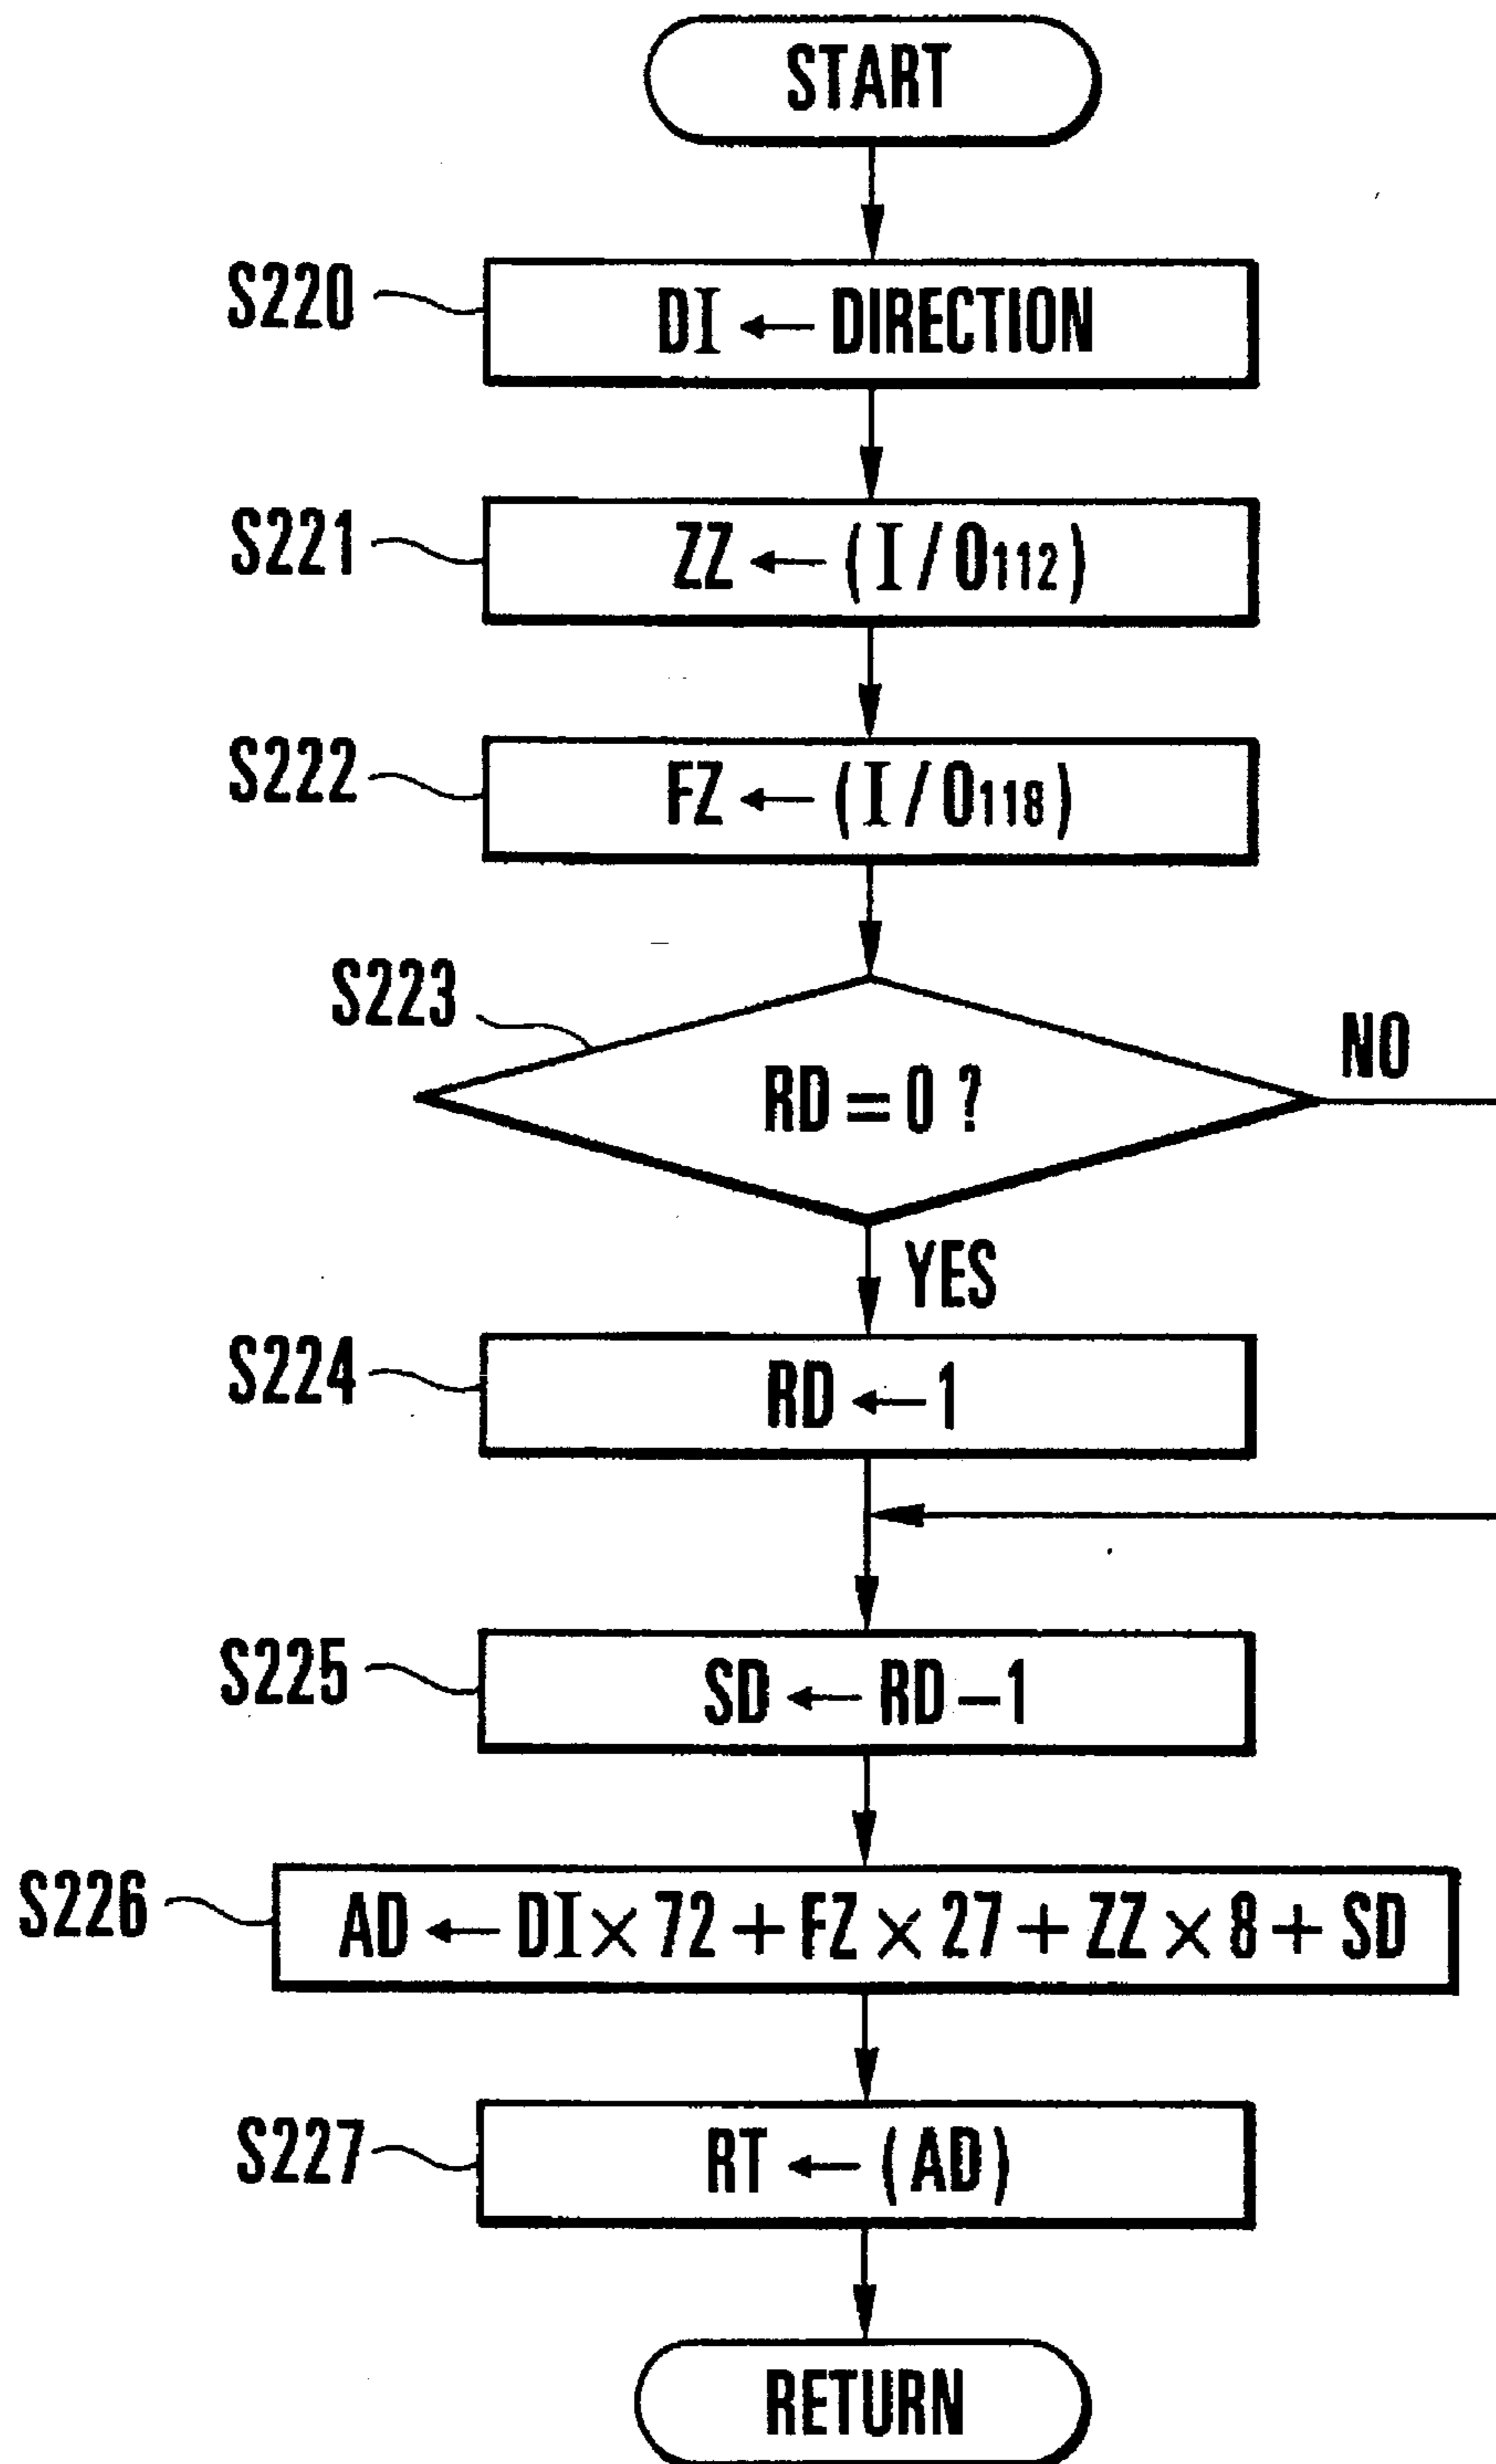 START
S220
DI ← DIRECTION
S221
ZZ ← (I/O112)
S222
FZ ← (I/O118)
S223
RD = 0 ?
NO
YES
S224
RD ← 1
S225
SD ← RD – 1
S226
AD ← DI × 72 + FZ × 27 + ZZ × 8 + SD
S227
RT ← (AD)
RETURN